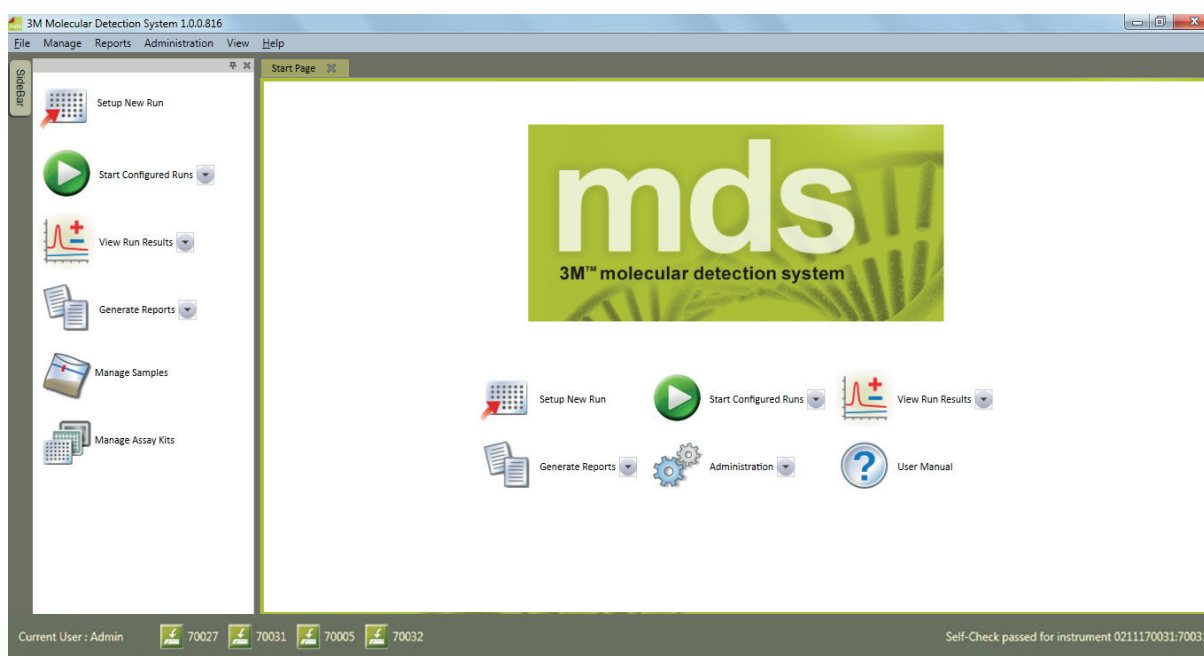 3M Molecular Detection System 1.0.0.816
File Manage Reports Administration View Help
SideBar
Start Page
Setup New Run
Start Configured Runs
View Run Results
Generate Reports
Manage Samples
Manage Assay Kits
mds
3M™ molecular detection system
Setup New Run Start Configured Runs View Run Results
Generate Reports Administration User Manual
Current User : Admin 70027 70031 70005 70032 Self-Check passed for instrument 0211170031:7003